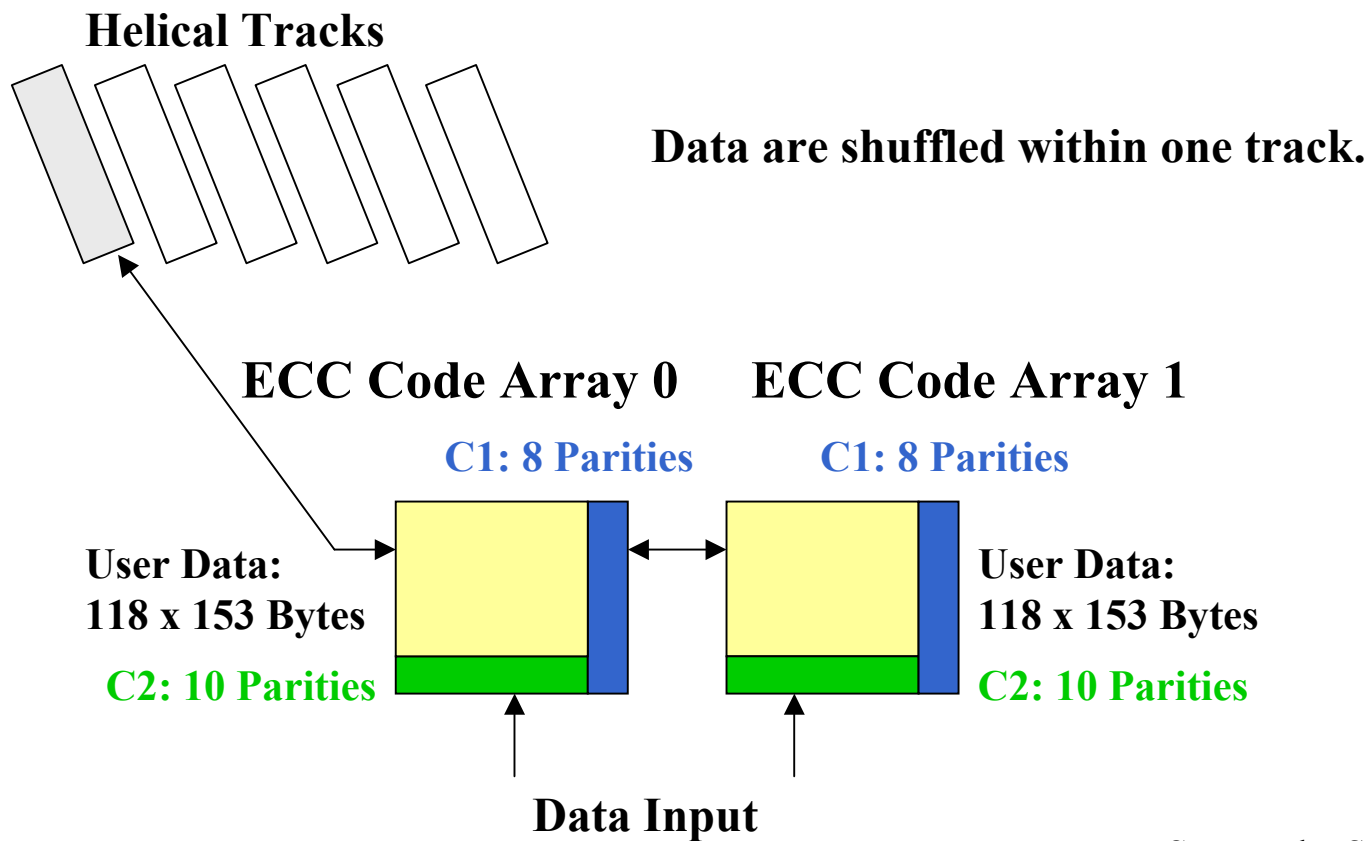 Helical Tracks
Data are shuffled within one track.
ECC Code Array 0
ECC Code Array 1
C1: 8 Parities
C1: 8 Parities
User Data:
118 x 153 Bytes
C2: 10 Parities
User Data:
118 x 153 Bytes
C2: 10 Parities
Data Input